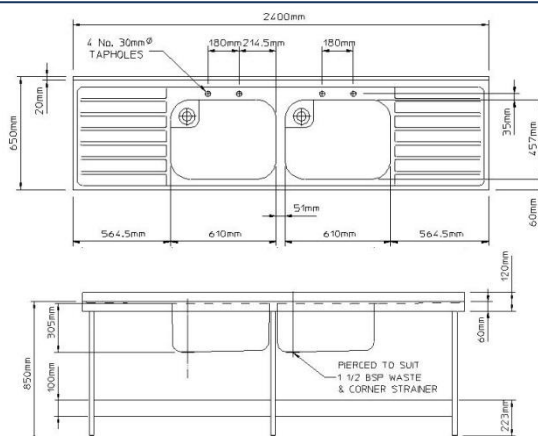 2400mm
4 No. 30mmØ
TAPHOLES
180mm
214.5mm
180mm
650mm
20mm
35mm
457mm
60mm
51mm
564.5mm
610mm
610mm
564.5mm
120mm
60mm
305mm
850mm
100mm
PIERCED TO SUIT
1 1/2 BSP WASTE
& CORNER STRAINER
223mm